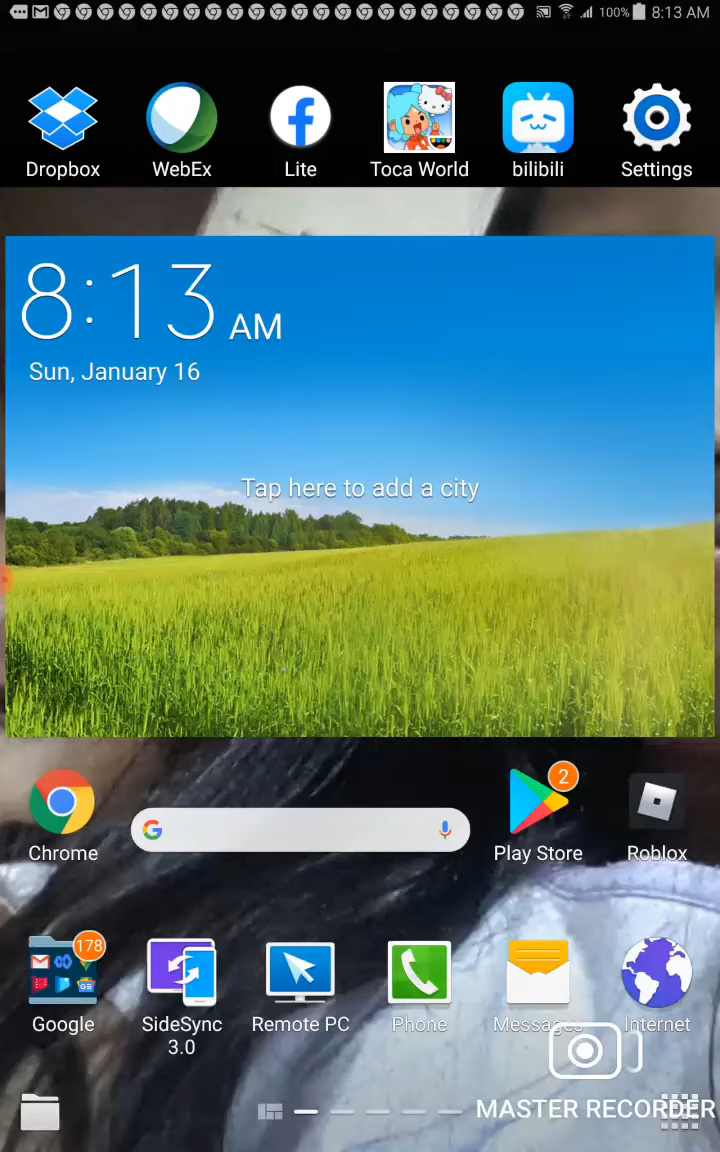 100% 8:13 AM
Dropbox WebEx Lite Toca World bilibili Settings
8:13 AM
Sun, January 16
Tap here to add a city
2
Chrome Play Store Roblox
178
Google SideSync 3.0 Remote PC Phone Messages Internet
MASTER RECORDER